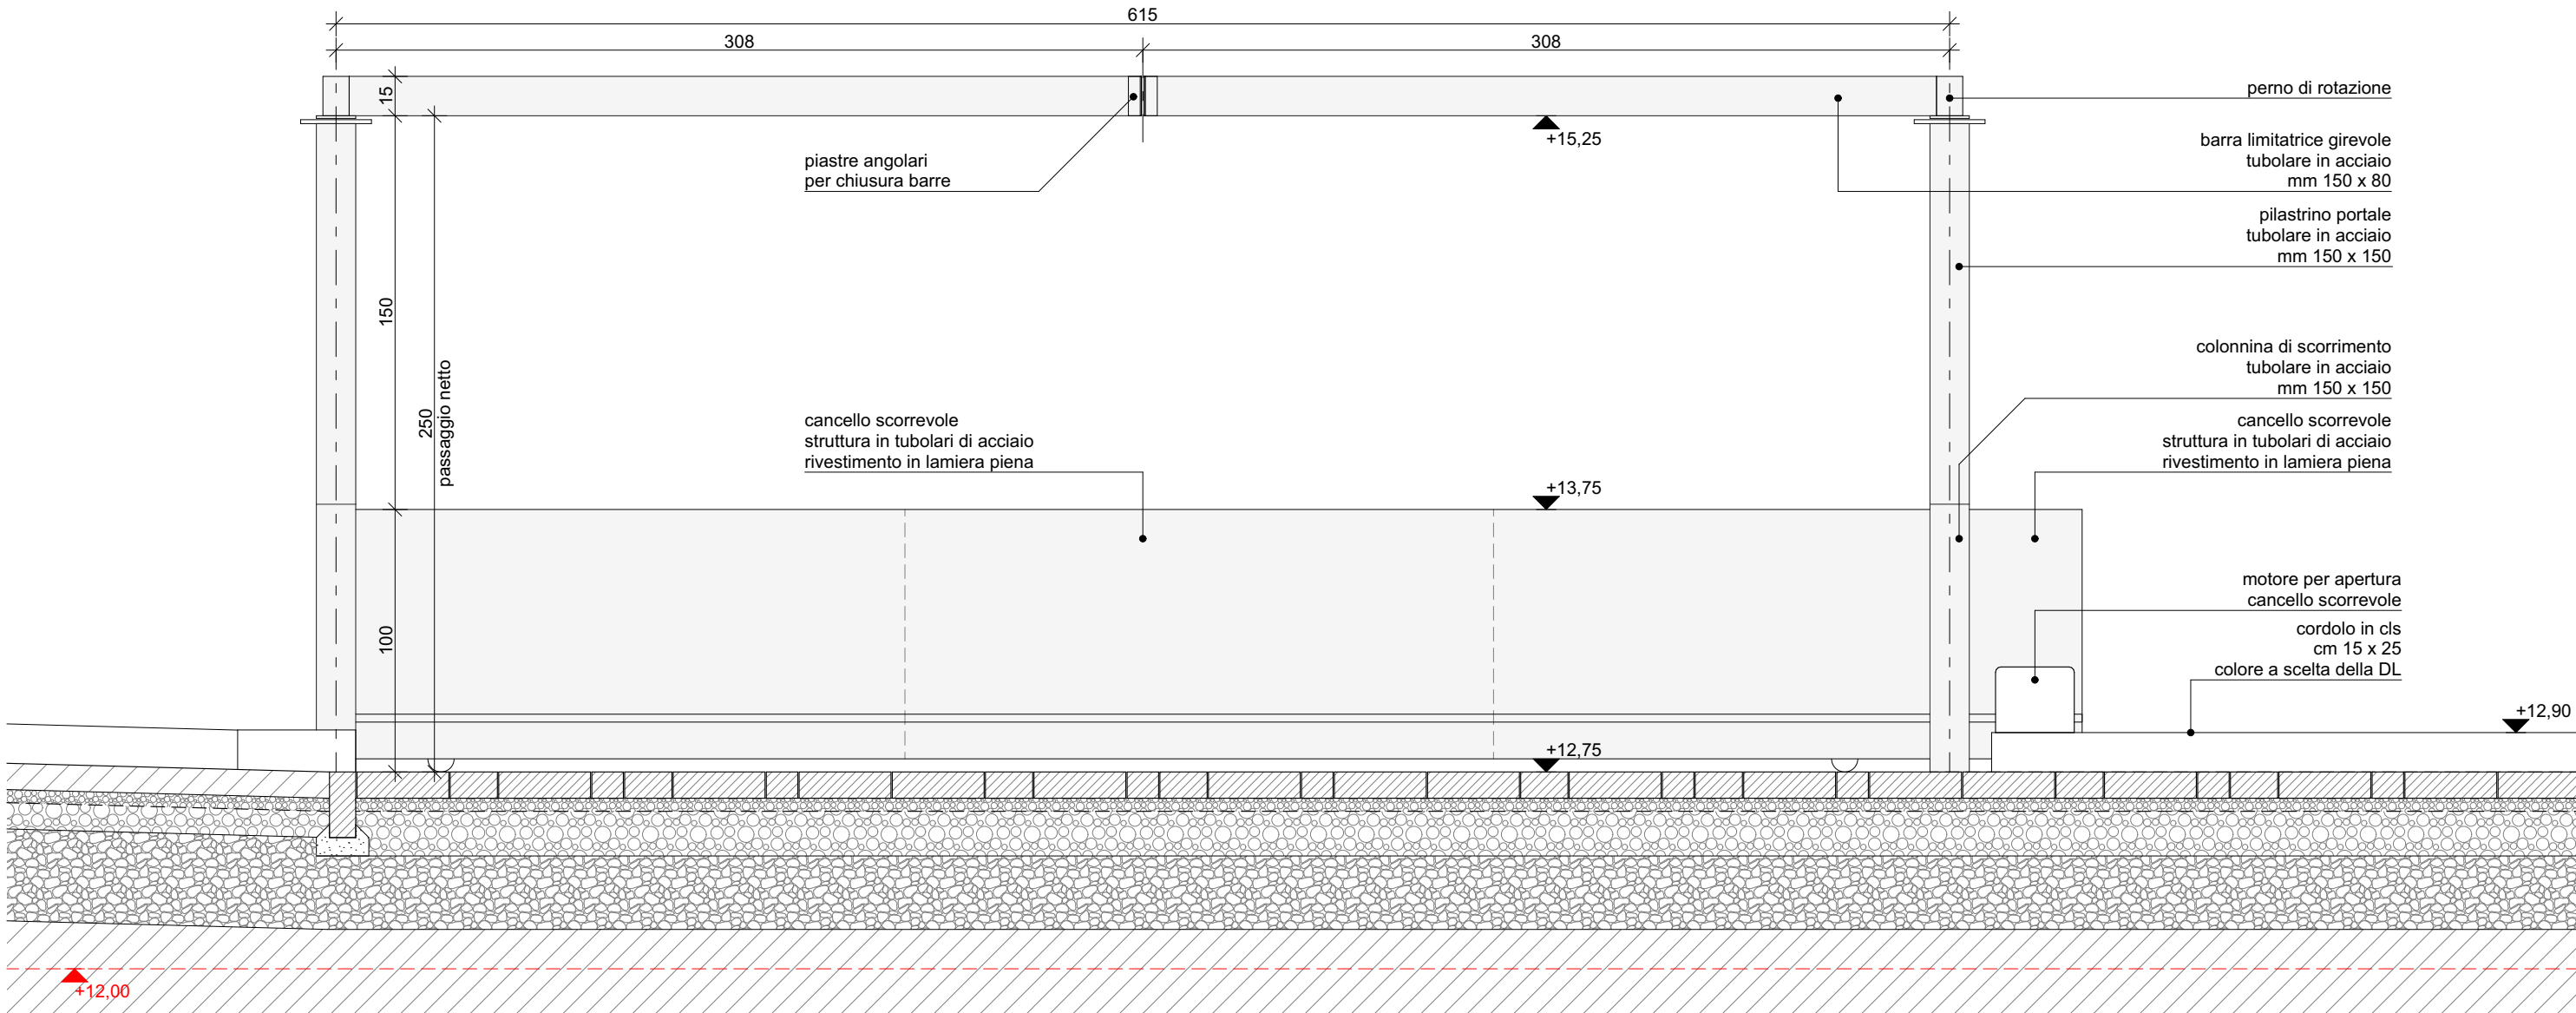 615
308
308
15
perno di rotazione
+15,25
barra limitatrice girevole
tubolare in acciaio
mm 150 x 80
piastre angolari
per chiusura barre
pilastrino portale
tubolare in acciaio
mm 150 x 150
150
colonnina di scorrimento
tubolare in acciaio
mm 150 x 150
250
passaggio netto
cancello scorrevole
struttura in tubolari di acciaio
rivestimento in lamiera piena
cancello scorrevole
struttura in tubolari di acciaio
rivestimento in lamiera piena
+13,75
100
motore per apertura
cancello scorrevole
cordolo in cls
cm 15 x 25
colore a scelta della DL
+12,90
+12,75
+12,00